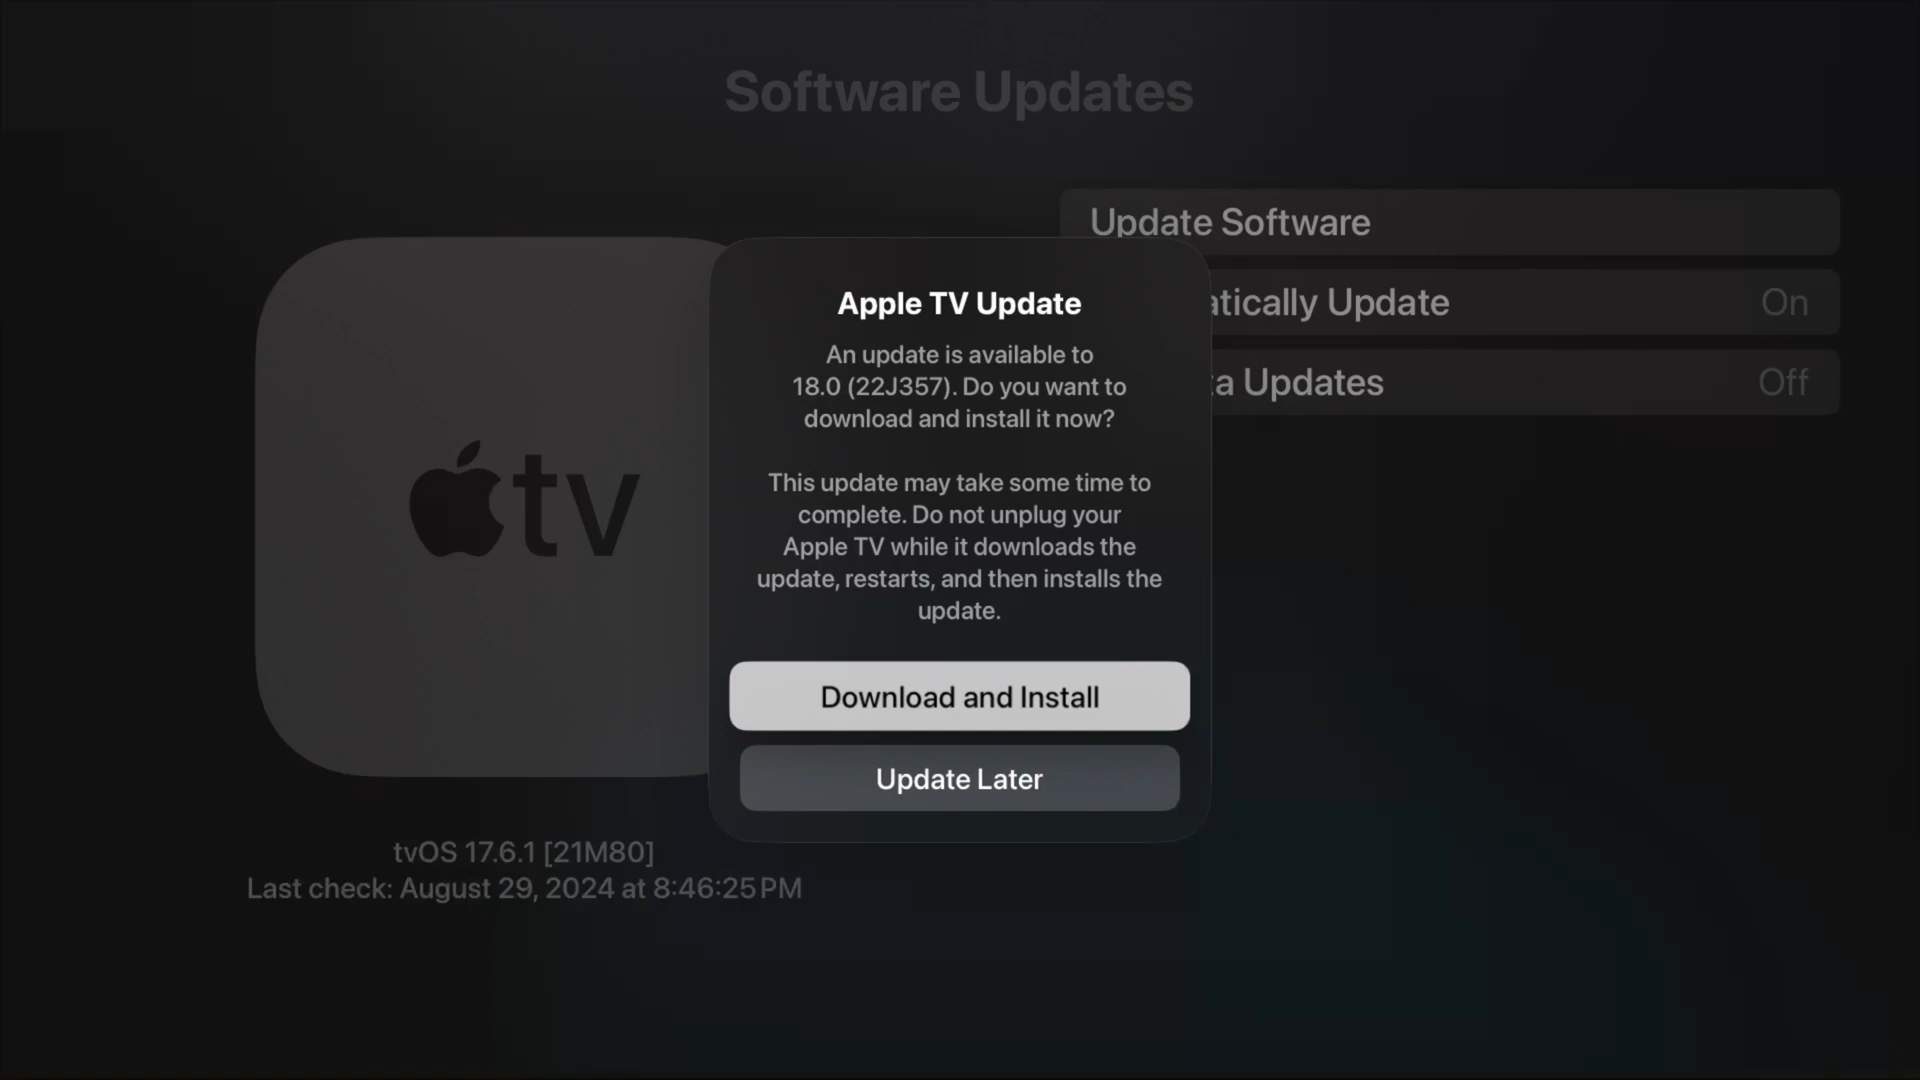 Software Updates
Update Software
atically Update On
ta Updates Off
Apple TV Update
An update is available to
18.0 (22J357). Do you want to
download and install it now?
This update may take some time to
complete. Do not unplug your
Apple TV while it downloads the
update, restarts, and then installs the
update.
Download and Install
Update Later
tv
tvOS 17.6.1 [21M80]
Last check: August 29, 2024 at 8:46:25 PM